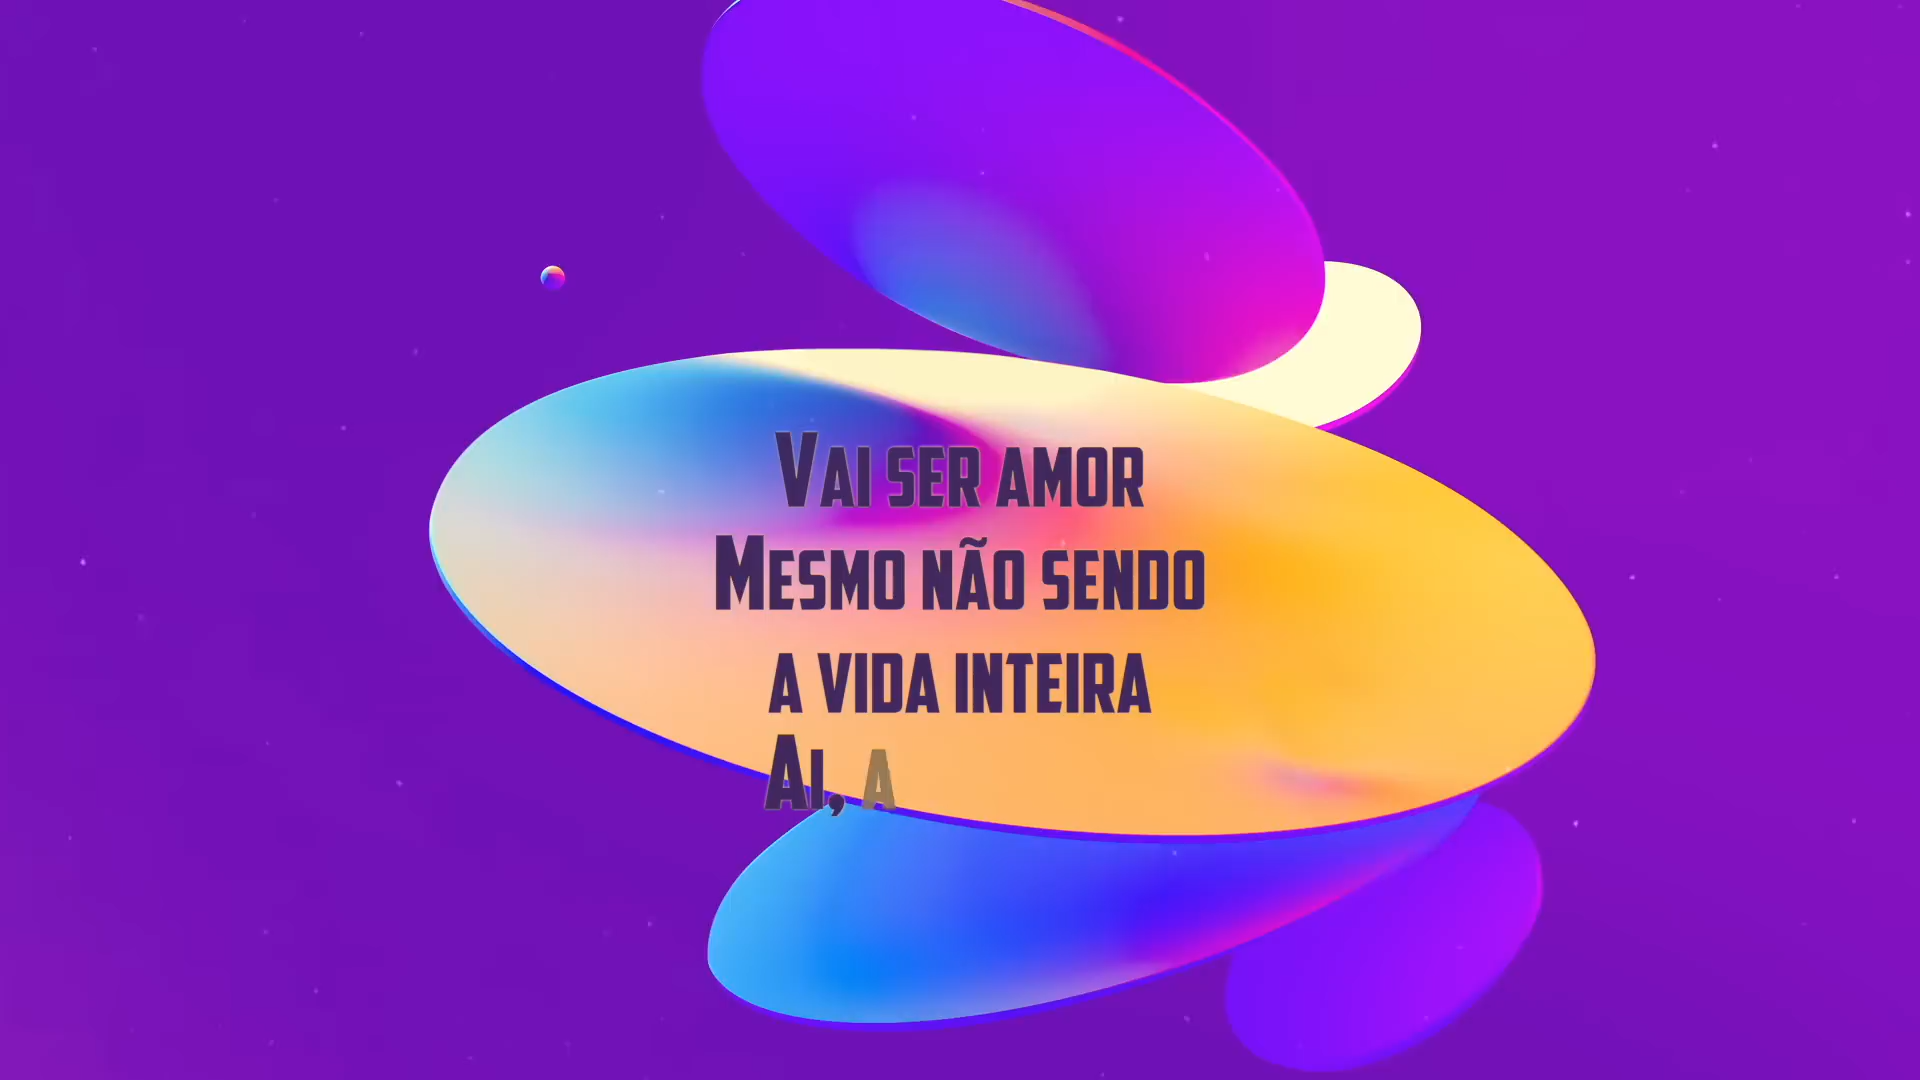 Vai ser amor
Mesmo não sendo
a vida inteira
Ai, a